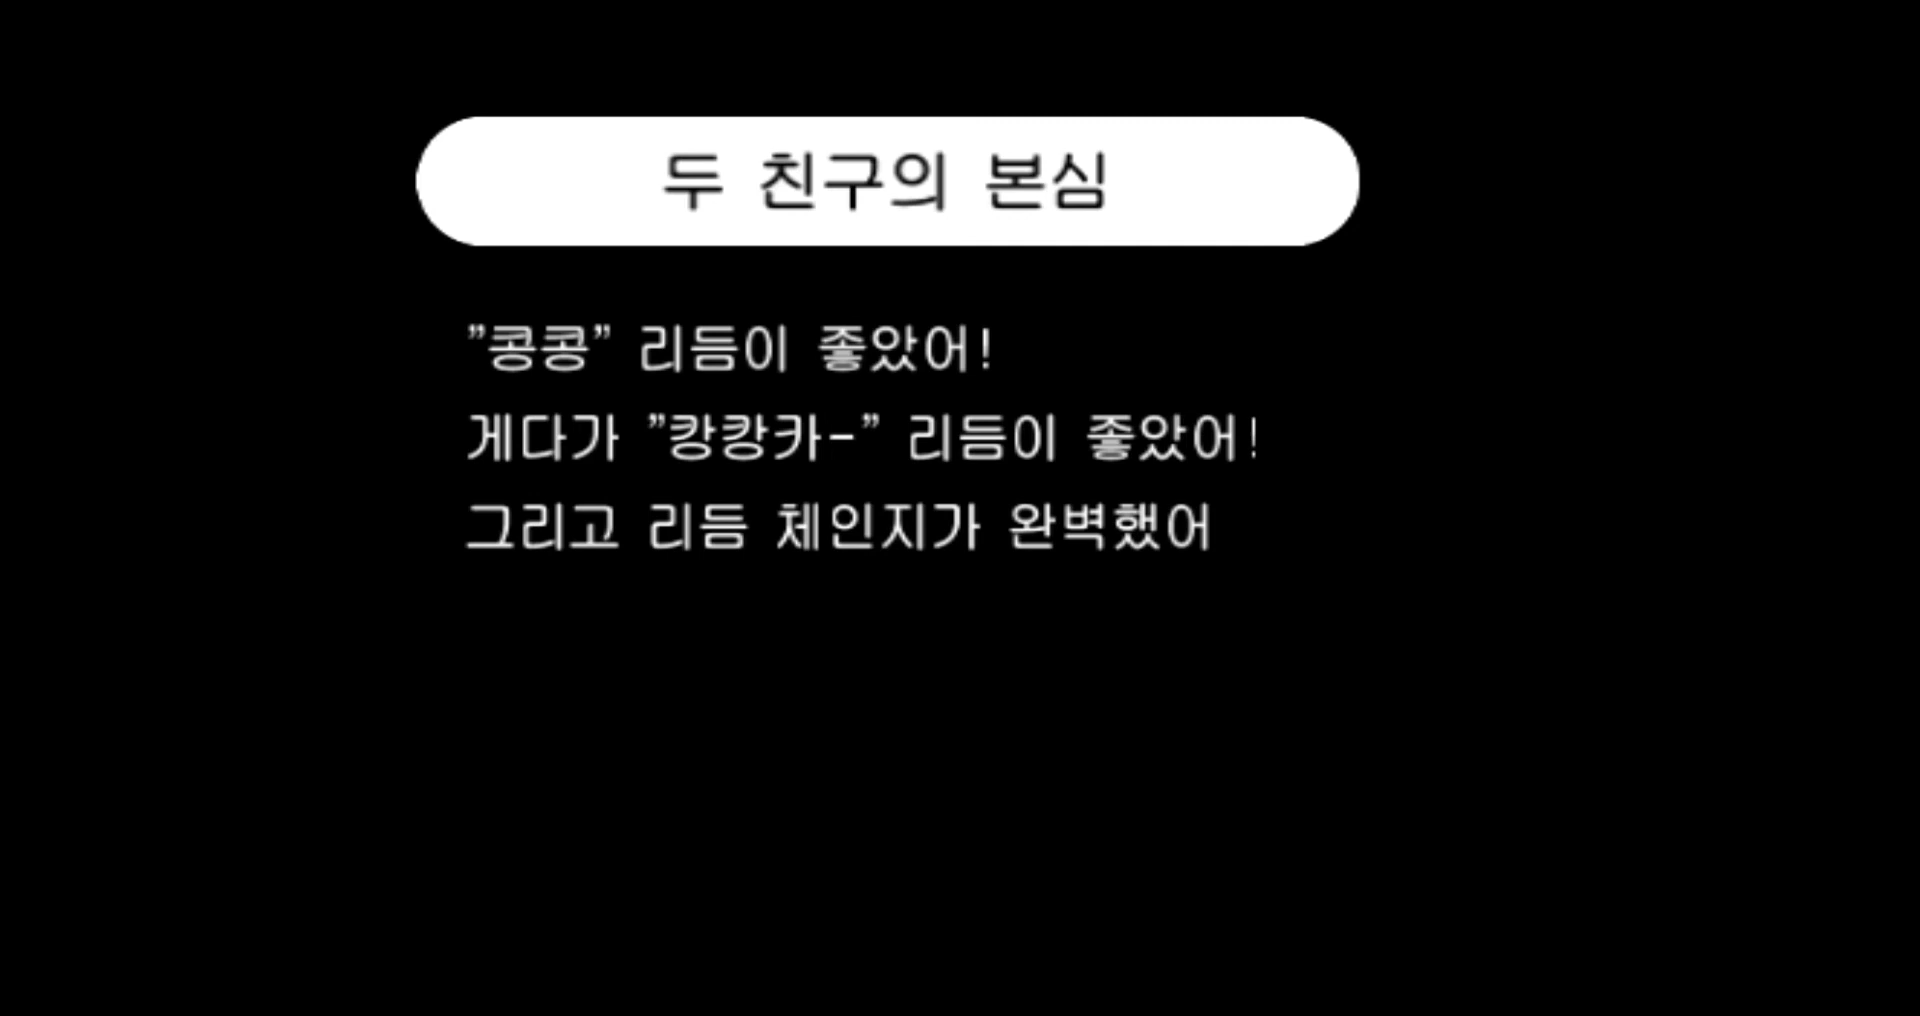 두 친구의 본심
”콩콩” 리듬이 좋았어!
게다가 ”캉캉카-” 리듬이 좋았어!
그리고 리듬 체인지가 완벽했어